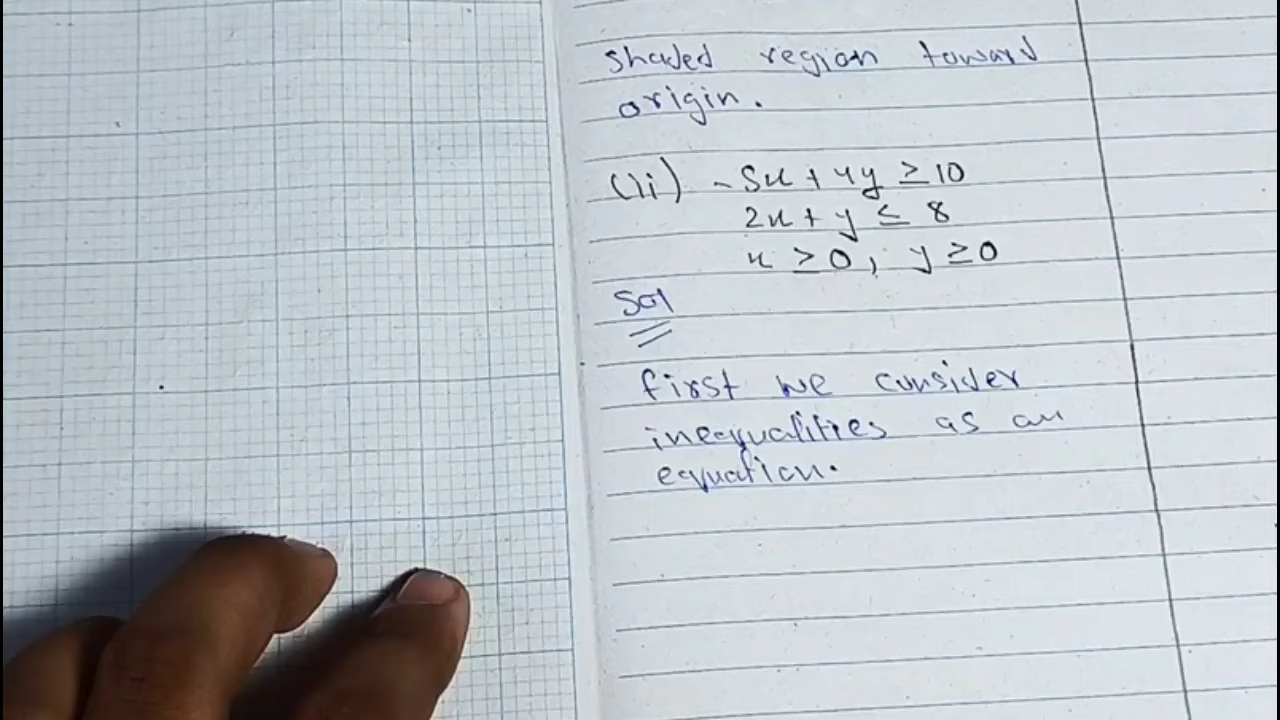 shaded region toward
origin.
(ii) -5x + 4y ≥ 10
2x + y ≤ 8
x ≥ 0, y ≥ 0
Sol
first we consider
inequalities as an
equation.